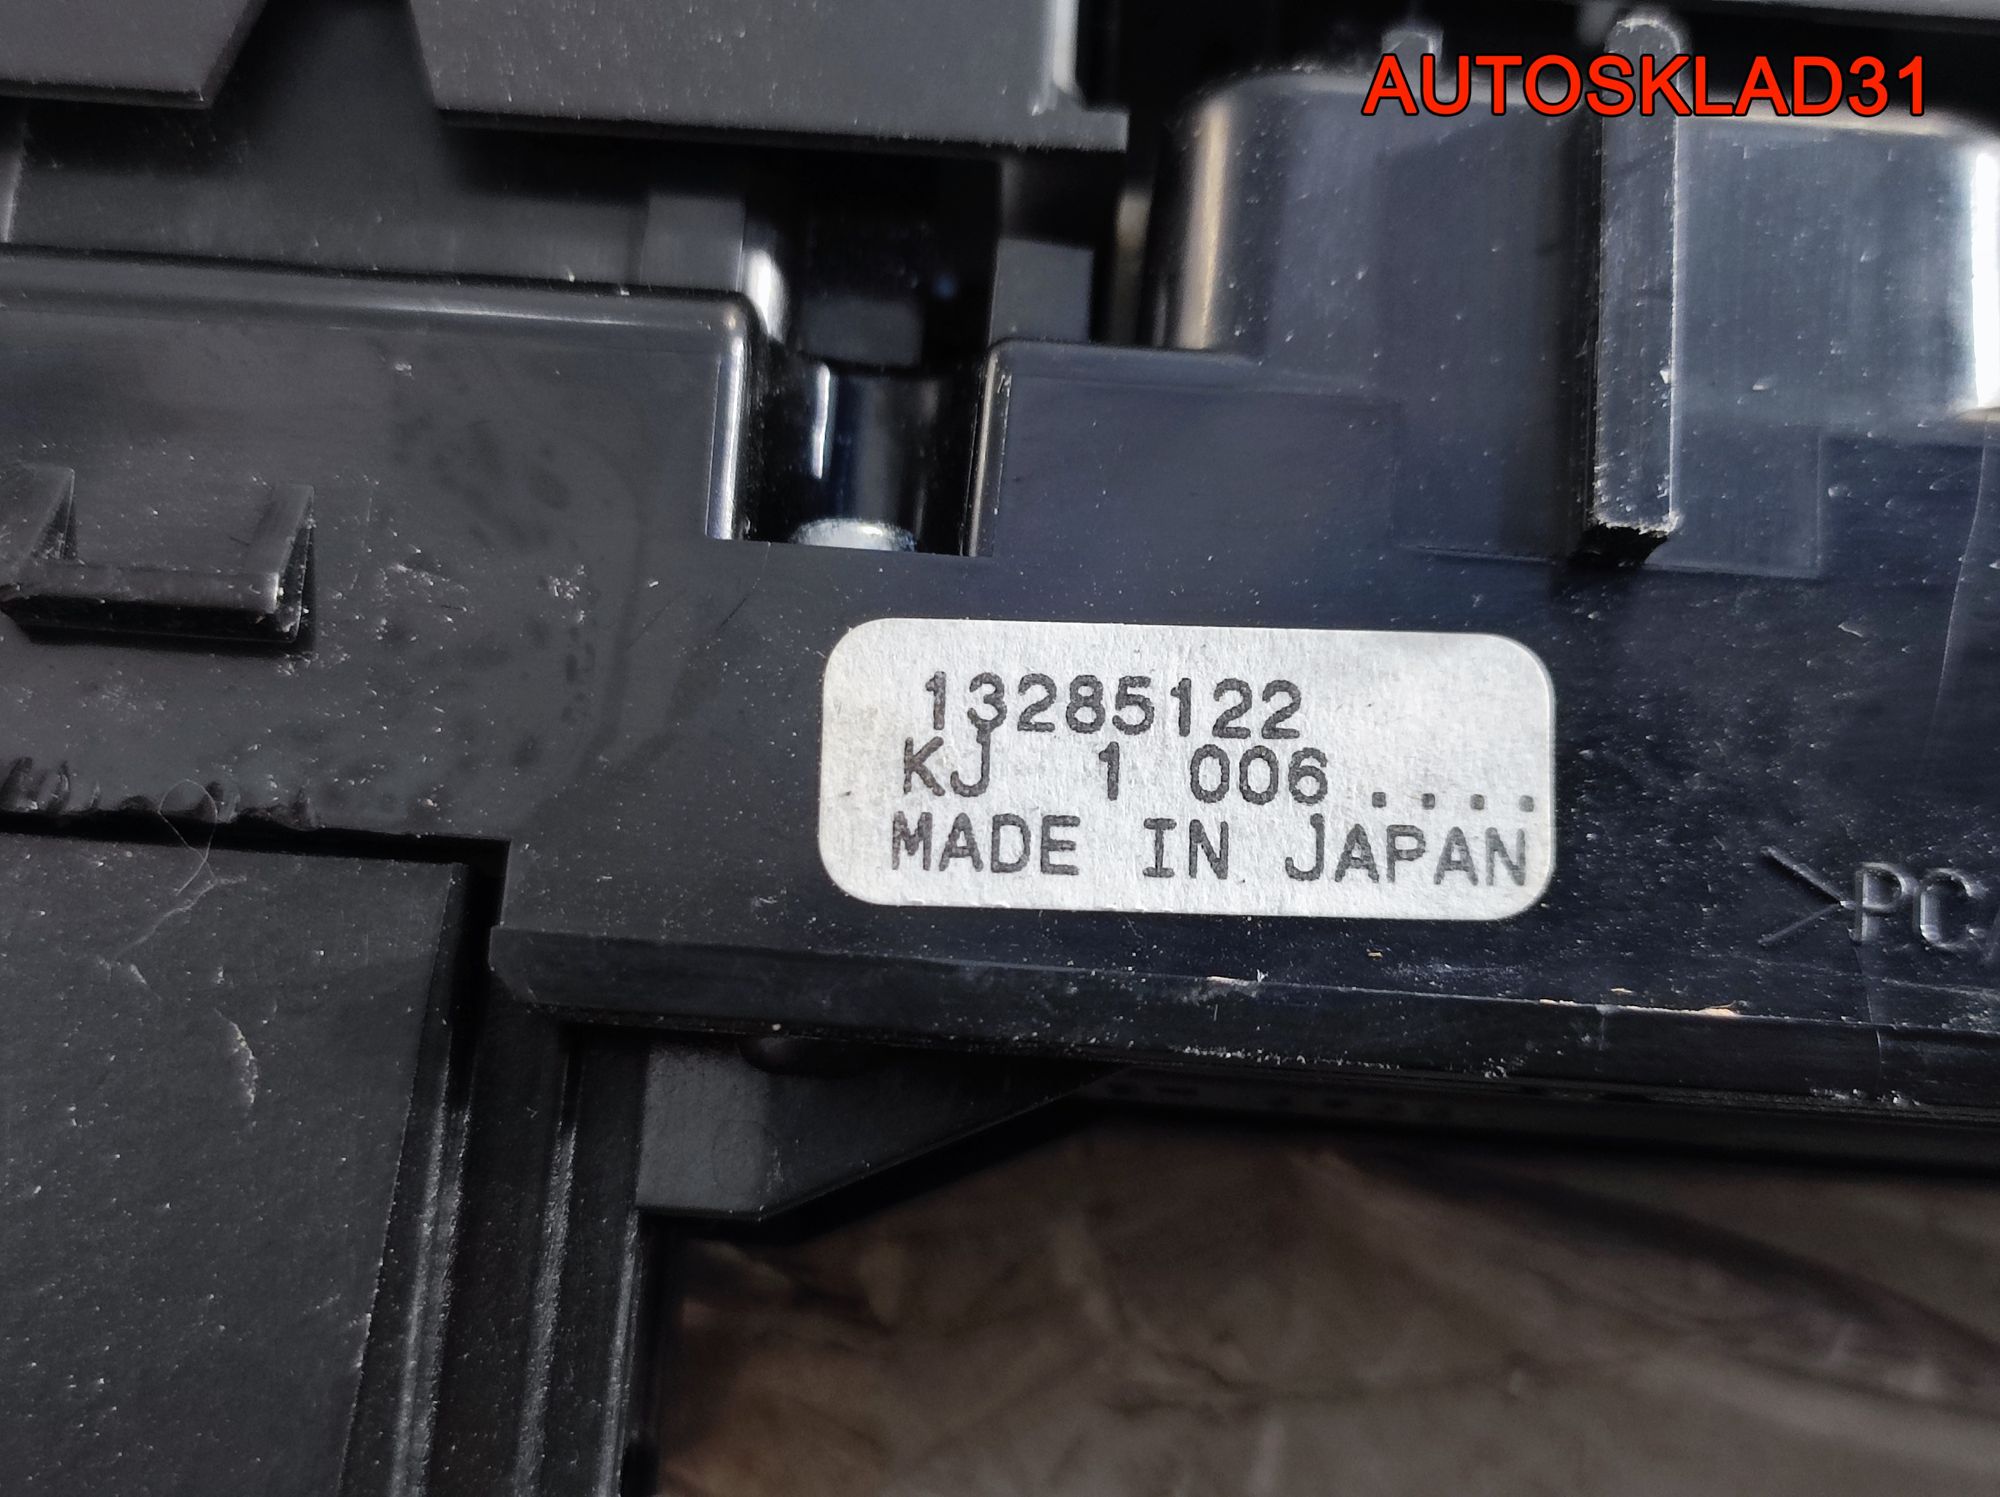 AUTOSKLAD31
13285122
KJ 1 006 ....
MADE IN JAPAN
>PC/